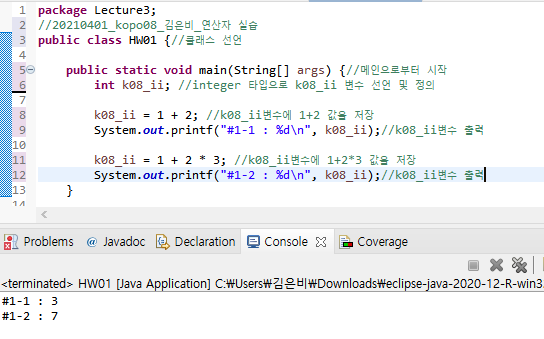 1 package Lecture3;
2 //20210401_kopo08_김은비_연산자 실습
3 public class HW01 {//클래스 선언
4
5 public static void main(String[] args) {//메인으로부터 시작
6 int k08_ii; //integer 타입으로 k08_ii 변수 선언 및 정의
7
8 k08_ii = 1 + 2; //k08_ii변수에 1+2 값을 저장
9 System.out.printf("#1-1 : %d\n", k08_ii);//k08_ii변수 출력
10
11 k08_ii = 1 + 2 * 3; //k08_ii변수에 1+2*3 값을 저장
12 System.out.printf("#1-2 : %d\n", k08_ii);//k08_ii변수 출력
13 }
14
Problems @ Javadoc Declaration Console Coverage
<terminated> HW01 [Java Application] C:\Users\김은비\Downloads\eclipse-java-2020-12-R-win3
#1-1 : 3
#1-2 : 7